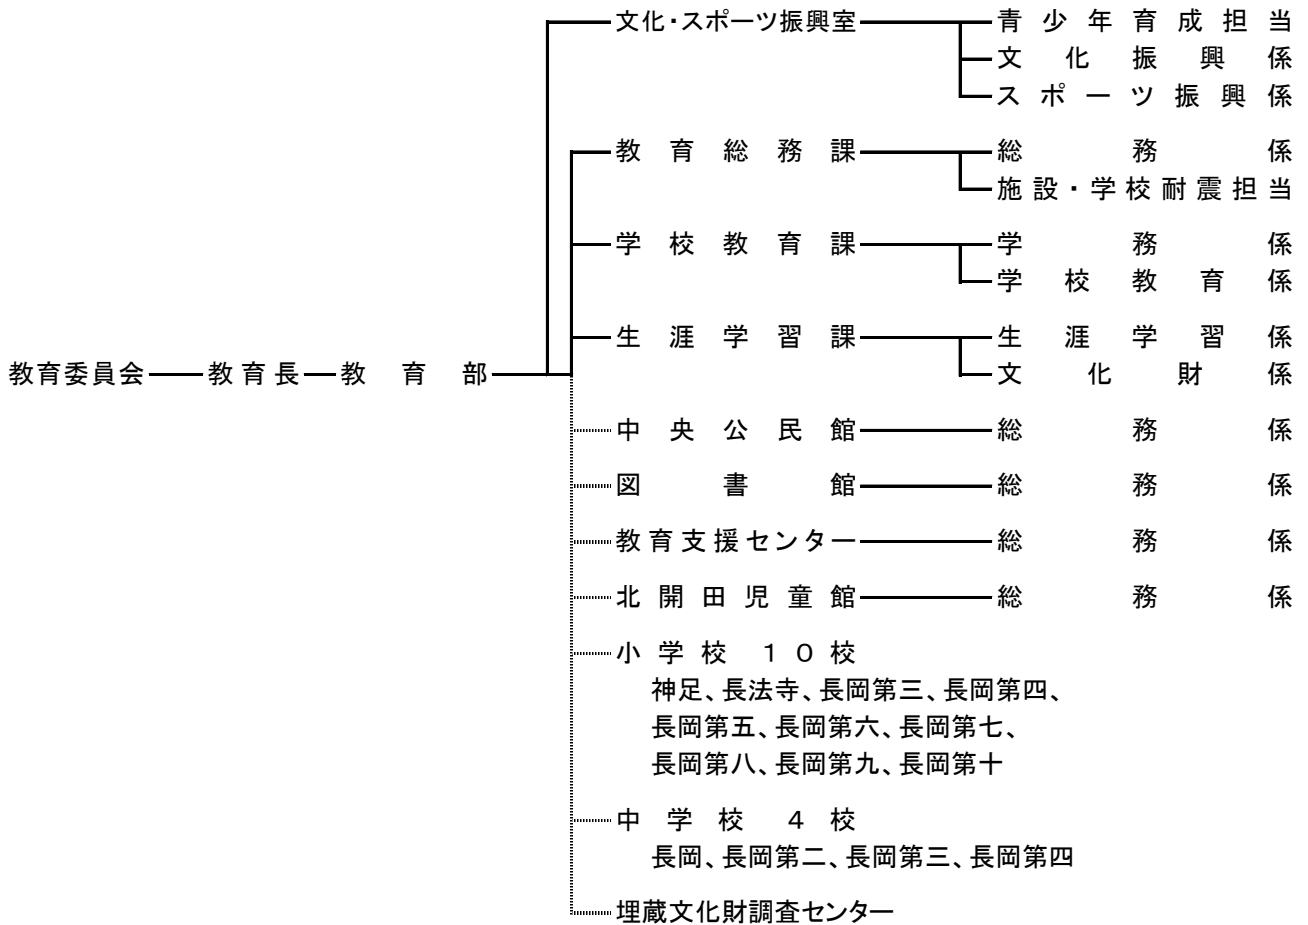 文化・スポーツ振興室 青少年育成担当
文化振興係
スポーツ振興係
教育総務課 総務係
施設・学校耐震担当
学校教育課 学務係
学校教育係
生涯学習課 生涯学習係
教育委員会 教育長 教育部 文化財係
中央公民館 総務係
図書館 総務係
教育支援センター 総務係
北開田児童館 総務係
小学校 10校
神足、長法寺、長岡第三、長岡第四、
長岡第五、長岡第六、長岡第七、
長岡第八、長岡第九、長岡第十
中学校 4校
長岡、長岡第二、長岡第三、長岡第四
埋蔵文化財調査センター